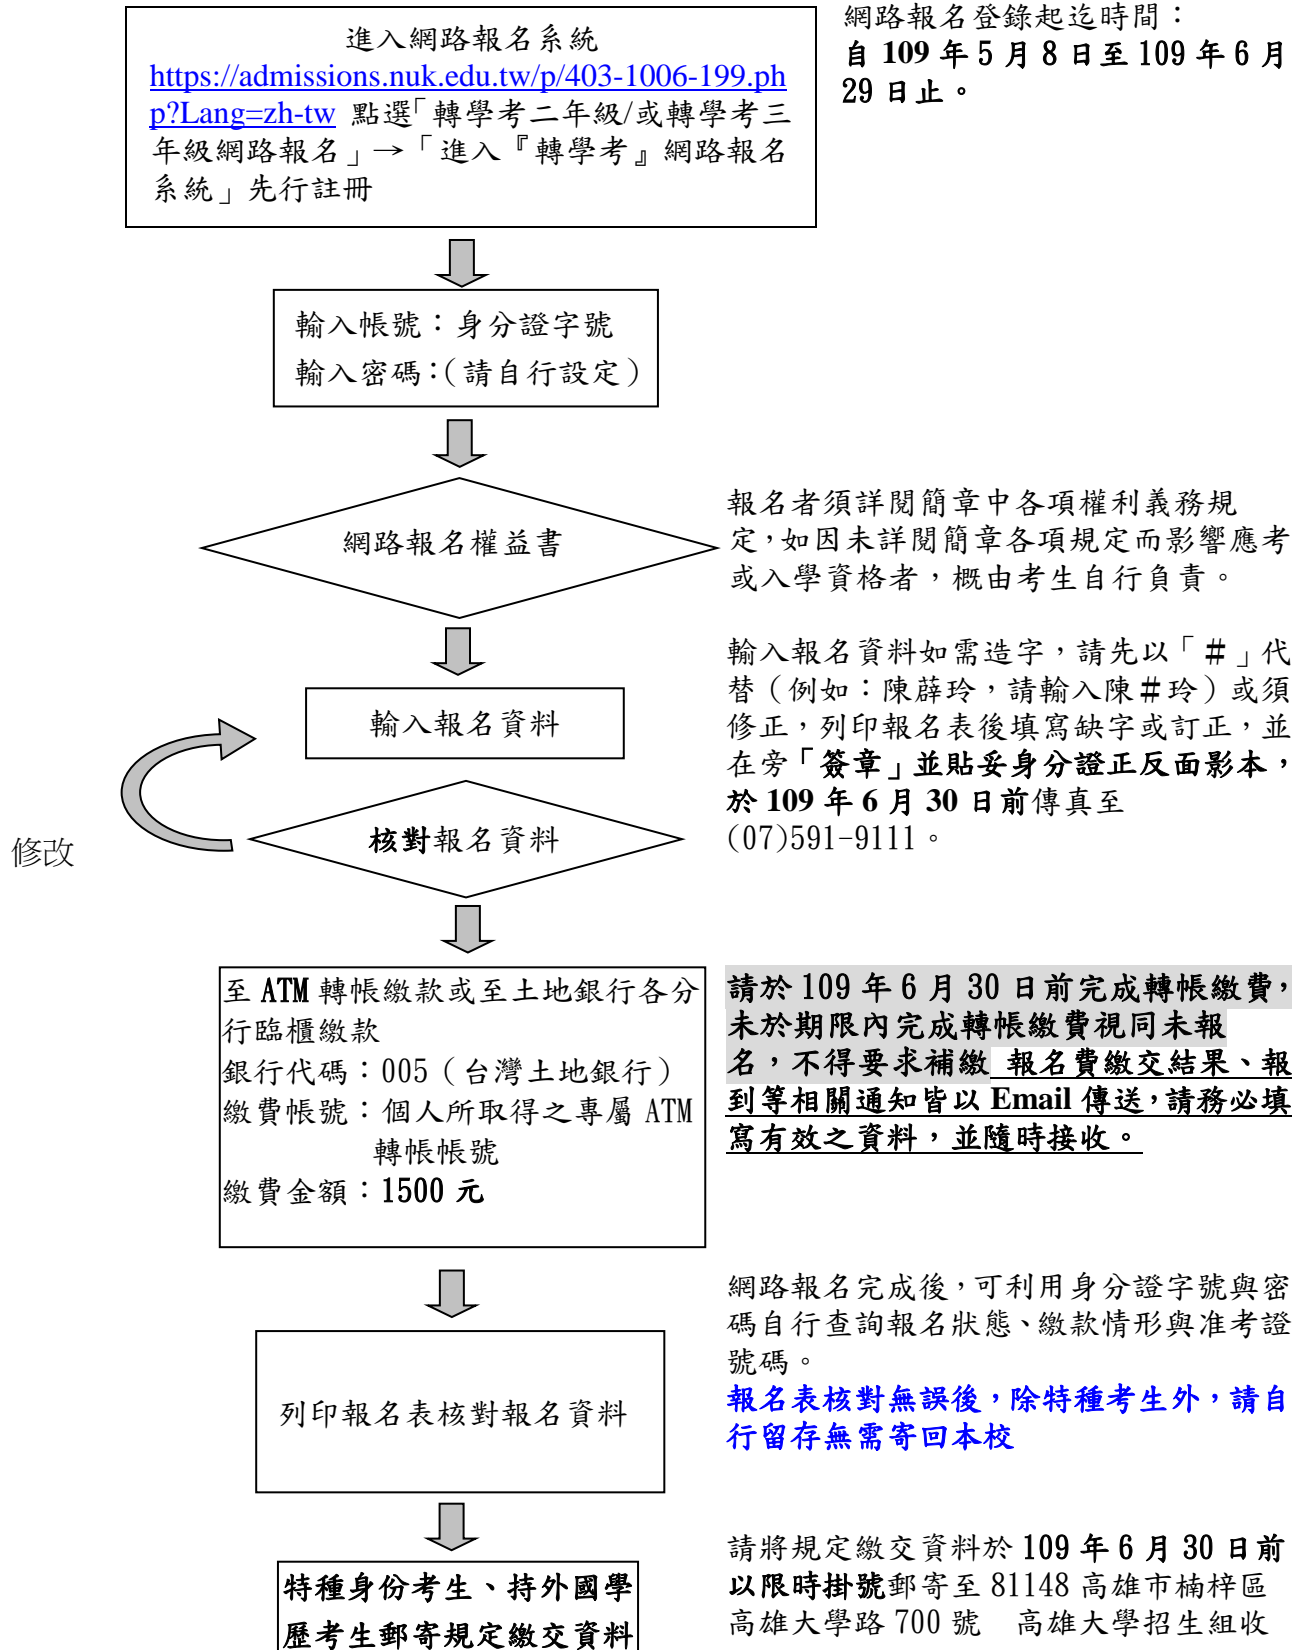 進入網路報名系統
https://admissions.nuk.edu.tw/p/403-1006-199.ph
p?Lang=zh-tw 點選「轉學考二年級/或轉學考三
年級網路報名」→「進入『轉學考』網路報名
系統」先行註冊
網路報名登錄起迄時間：
自 109 年 5 月 8 日至 109 年 6 月
29 日止。
輸入帳號：身分證字號
輸入密碼：（請自行設定）
網路報名權益書
報名者須詳閱簡章中各項權利義務規
定，如因未詳閱簡章各項規定而影響應考
或入學資格者，概由考生自行負責。
輸入報名資料
輸入報名資料如需造字，請先以「＃」代
替（例如：陳薜玲，請輸入陳＃玲）或須
修正，列印報名表後填寫缺字或訂正，並
在旁「簽章」並貼妥身分證正反面影本，
於 109 年 6 月 30 日前傳真至
(07)591-9111。
核對報名資料
修改
至 ATM 轉帳繳款或至土地銀行各分
行臨櫃繳款
銀行代碼：005（台灣土地銀行）
繳費帳號：個人所取得之專屬 ATM
轉帳帳號
繳費金額：1500 元
請於 109 年 6 月 30 日前完成轉帳繳費，
未於期限內完成轉帳繳費視同未報
名，不得要求補繳 報名費繳交結果、報
到等相關通知皆以 Email 傳送，請務必填
寫有效之資料，並隨時接收。
列印報名表核對報名資料
網路報名完成後，可利用身分證字號與密
碼自行查詢報名狀態、繳款情形與准考證
號碼。
報名表核對無誤後，除特種考生外，請自
行留存無需寄回本校
特種身份考生、持外國學
歷考生郵寄規定繳交資料
請將規定繳交資料於 109 年 6 月 30 日前
以限時掛號郵寄至 81148 高雄市楠梓區
高雄大學路 700 號　高雄大學招生組收